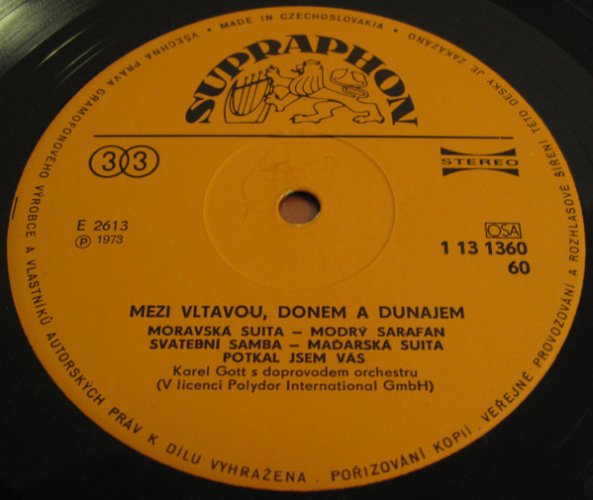 SUPRAPHON
• MADE IN CZECHOSLOVAKIA •
VŠECHNA PRÁVA GRAMOFONOVÉHO VÝROBCE A VLASTNÍKŮ AUTORSKÝCH PRÁV K DÍLU VYHRAŽENA. POŘIZOVÁNÍ KOPIÍ, VEŘEJNÉ PROVOZOVÁNÍ A ROZHLASOVÉ ŠÍŘENÍ TÉTO DESKY JE ZAKÁZÁNO
33
STEREO
E 2613
℗ 1973
OSA
1 13 1360
60
MEZI VLTAVOU, DONEM A DUNAJEM
MORAVSKÁ SUITA – MODRÝ SARAFÁN
SVATEBNÍ SAMBA – MAĎARSKÁ SUITA
POTKAL JSEM VÁS
Karel Gott s doprovodem orchestru
(V licenci Polydor International GmbH)